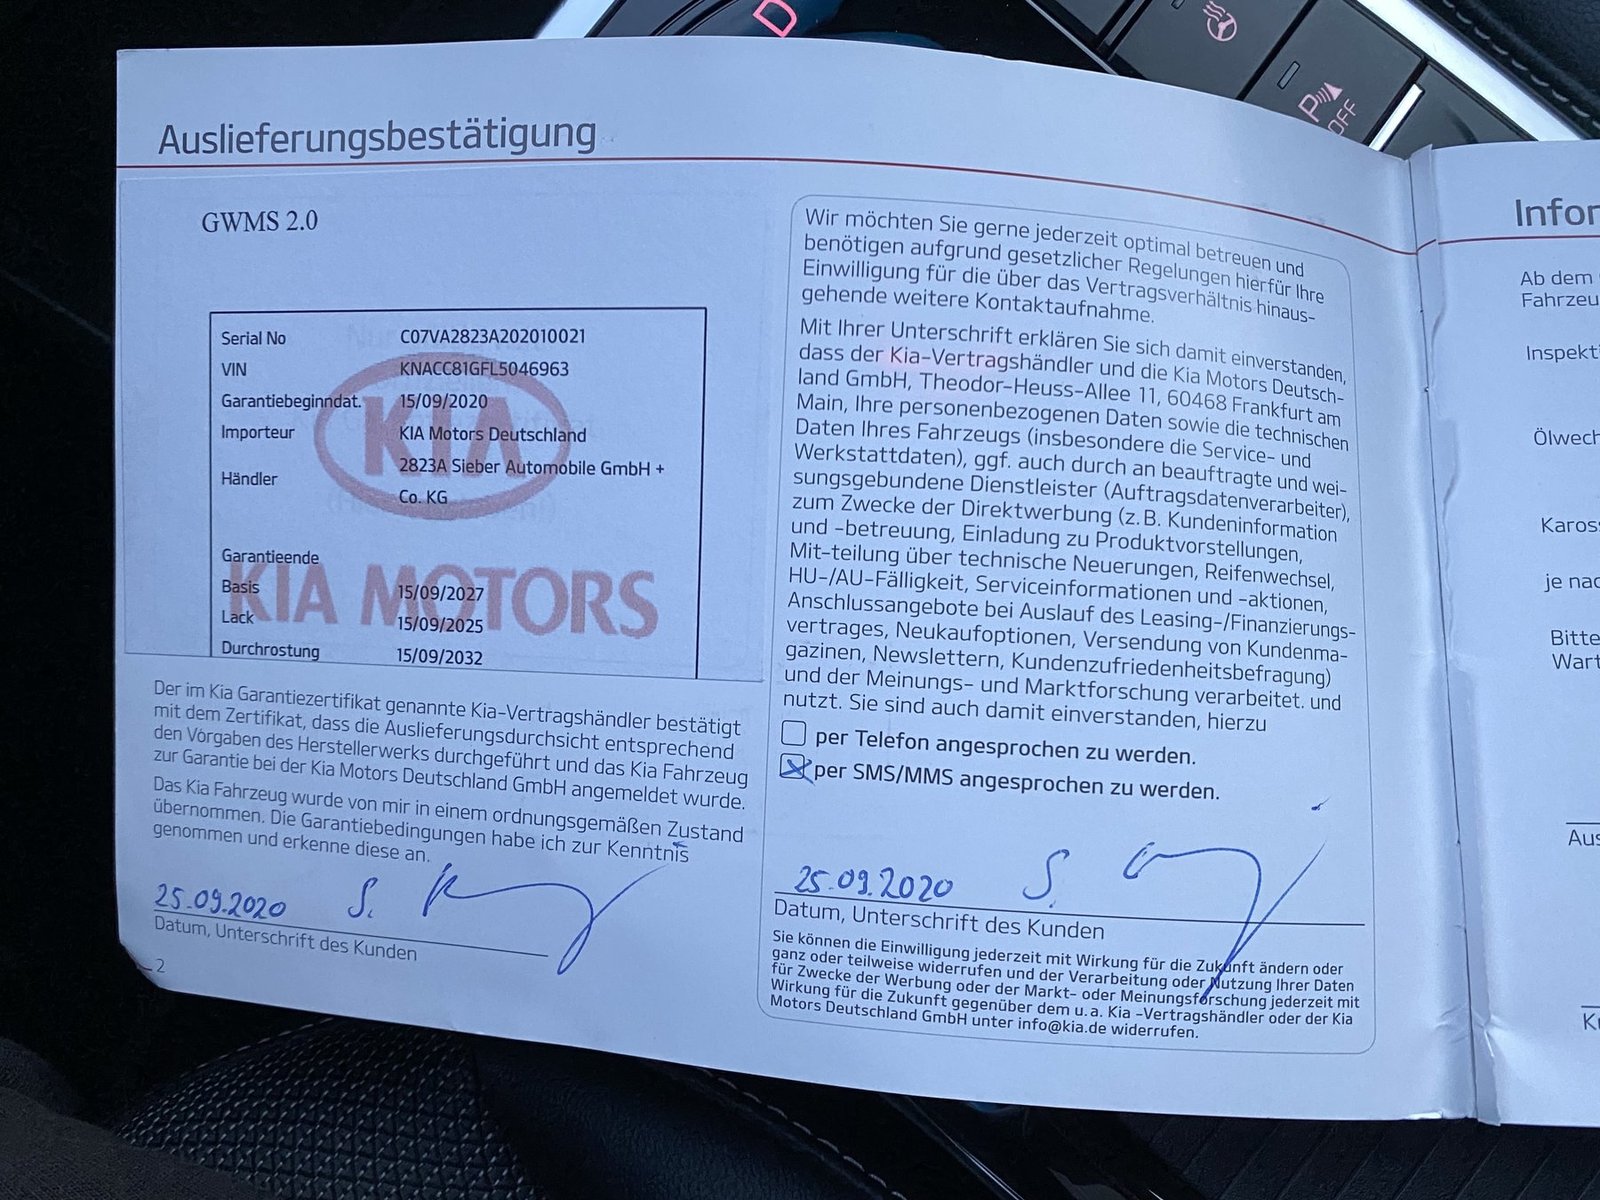 D
P
OFF
Auslieferungsbestätigung
GWMS 2.0
Serial No C07VA2823A202010021
VIN KNACC81GFL5046963
Garantiebeginndat. 15/09/2020
Importeur KIA Motors Deutschland
Händler 2823A Sieber Automobile GmbH +
Co. KG
Garantieende
Basis 15/09/2027
Lack 15/09/2025
Durchrostung 15/09/2032
KIA
KIA MOTORS
Der im Kia Garantiezertifikat genannte Kia-Vertragshändler bestätigt
mit dem Zertifikat, dass die Auslieferungsdurchsicht entsprechend
den Vorgaben des Herstellerwerks durchgeführt und das Kia Fahrzeug
zur Garantie bei der Kia Motors Deutschland GmbH angemeldet wurde.
Das Kia Fahrzeug wurde von mir in einem ordnungsgemäßen Zustand
übernommen. Die Garantiebedingungen habe ich zur Kenntnis
genommen und erkenne diese an.
25.09.2020 S.
Datum, Unterschrift des Kunden
2
Wir möchten Sie gerne jederzeit optimal betreuen und
benötigen aufgrund gesetzlicher Regelungen hierfür Ihre
Einwilligung für die über das Vertragsverhältnis hinaus-
gehende weitere Kontaktaufnahme.
Mit Ihrer Unterschrift erklären Sie sich damit einverstanden,
dass der Kia-Vertragshändler und die Kia Motors Deutsch-
land GmbH, Theodor-Heuss-Allee 11, 60468 Frankfurt am
Main, Ihre personenbezogenen Daten sowie die technischen
Daten Ihres Fahrzeugs (insbesondere die Service- und
Werkstattdaten), ggf. auch durch an beauftragte und wei-
sungsgebundene Dienstleister (Auftragsdatenverarbeiter),
zum Zwecke der Direktwerbung (z.B. Kundeninformation
und -betreuung, Einladung zu Produktvorstellungen,
Mit-teilung über technische Neuerungen, Reifenwechsel,
HU-/AU-Fälligkeit, Serviceinformationen und -aktionen,
Anschlussangebote bei Auslauf des Leasing-/Finanzierungs-
vertrages, Neukaufoptionen, Versendung von Kundenma-
gazinen, Newslettern, Kundenzufriedenheitsbefragung)
und der Meinungs- und Marktforschung verarbeitet. und
nutzt. Sie sind auch damit einverstanden, hierzu
per Telefon angesprochen zu werden.
per SMS/MMS angesprochen zu werden.
25.09.2020 S.
Datum, Unterschrift des Kunden
Sie können die Einwilligung jederzeit mit Wirkung für die Zukunft ändern oder
ganz oder teilweise widerrufen und der Verarbeitung oder Nutzung Ihrer Daten
für Zwecke der Werbung oder der Markt- oder Meinungsforschung jederzeit mit
Wirkung für die Zukunft gegenüber dem u.a. Kia -Vertragshändler oder der Kia
Motors Deutschland GmbH unter info@kia.de widerrufen.
Infor
Ab dem
Fahrzeu
Inspekti
Ölwech
Kaross
je nac
Bitte
Wart
Aus